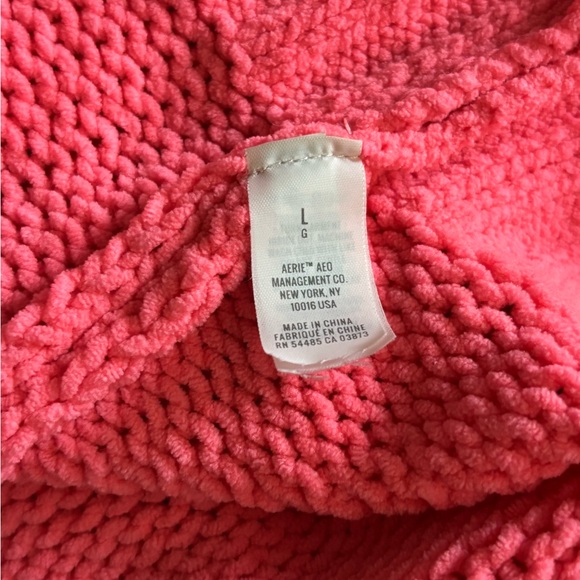 L
G
AERIE™ AEO
MANAGEMENT CO.
NEW YORK, NY
10016 USA
MADE IN CHINA
FABRIQUÉ EN CHINE
RN 54485 CA 03873